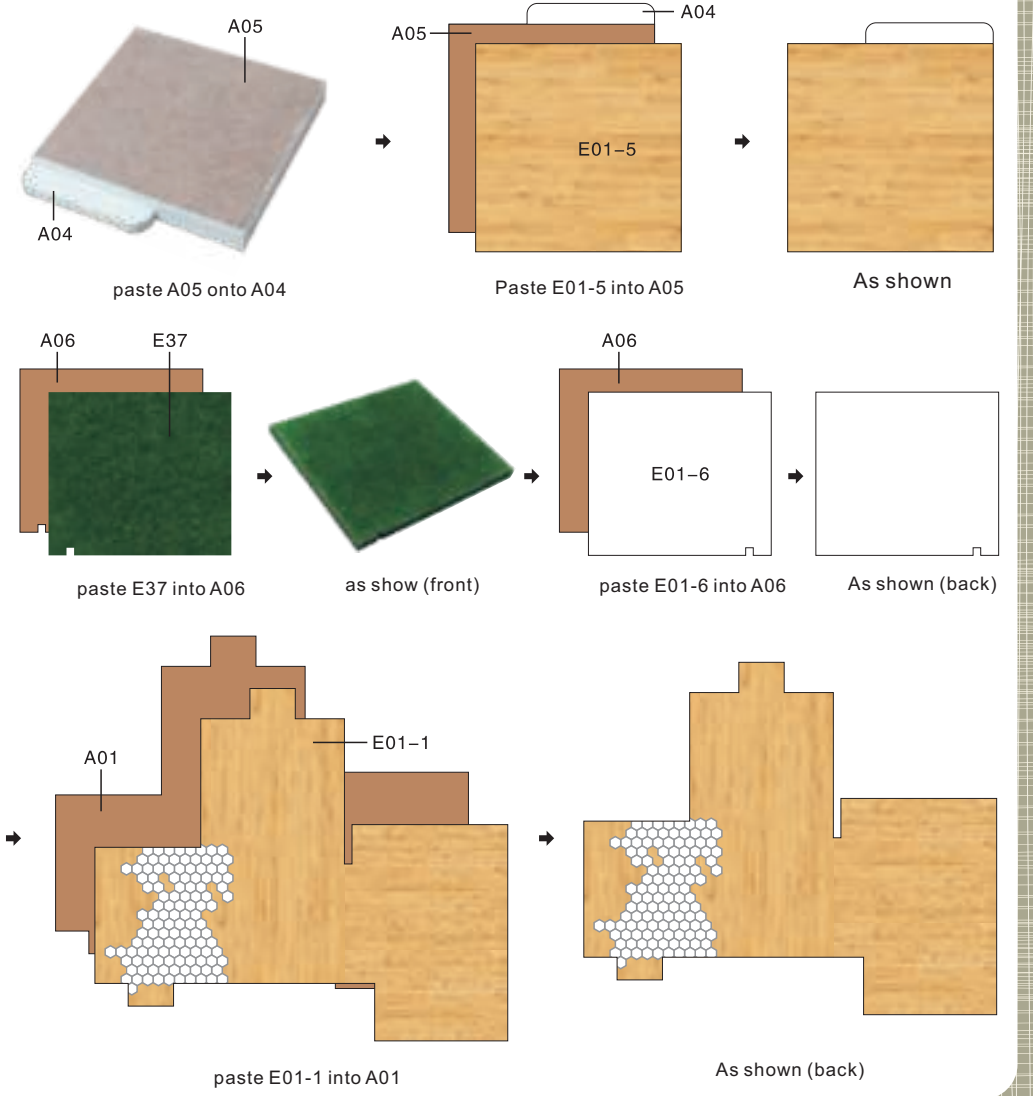 A05
A04
paste A05 onto A04
A04
A05
E01–5
Paste E01-5 into A05
As shown
A06
E37
paste E37 into A06
as show (front)
A06
E01–6
paste E01-6 into A06
As shown (back)
A01
E01–1
paste E01-1 into A01
As shown (back)